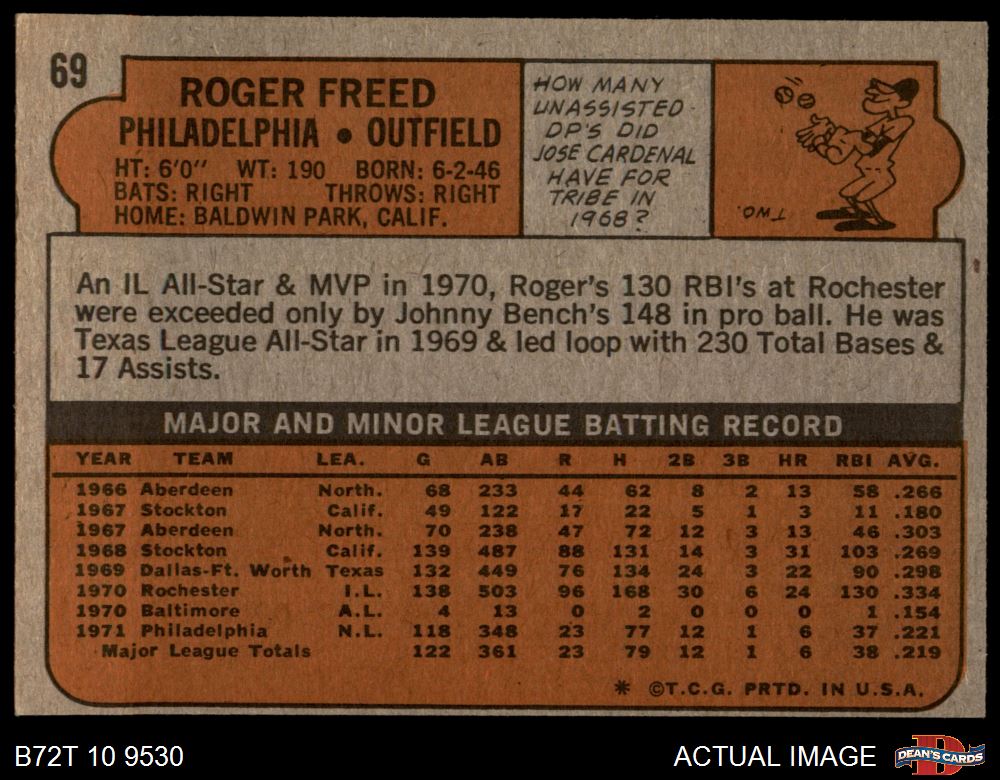 69
ROGER FREED
PHILADELPHIA • OUTFIELD
HT: 6'0" WT: 190 BORN: 6-2-46
BATS: RIGHT THROWS: RIGHT
HOME: BALDWIN PARK, CALIF.
HOW MANY
UNASSISTED
DP'S DID
JOSE CARDENAL
HAVE FOR
TRIBE IN
1968?
TWO.
An IL All-Star & MVP in 1970, Roger's 130 RBI's at Rochester
were exceeded only by Johnny Bench's 148 in pro ball. He was
Texas League All-Star in 1969 & led loop with 230 Total Bases &
17 Assists.
MAJOR AND MINOR LEAGUE BATTING RECORD
YEAR TEAM LEA. G AB R H 2B 3B HR RBI AVG.
1966 Aberdeen North. 68 233 44 62 8 2 13 58 .266
1967 Stockton Calif. 49 122 17 22 5 1 3 11 .180
1967 Aberdeen North. 70 238 47 72 12 3 13 46 .303
1968 Stockton Calif. 139 487 88 131 14 3 31 103 .269
1969 Dallas-Ft. Worth Texas 132 449 76 134 24 3 22 90 .298
1970 Rochester I.L. 138 503 96 168 30 6 24 130 .334
1970 Baltimore A.L. 4 13 0 2 0 0 0 1 .154
1971 Philadelphia N.L. 118 348 23 77 12 1 6 37 .221
Major League Totals 122 361 23 79 12 1 6 38 .219
* ©T.C.G. PRTD. IN U.S.A.
B72T 10 9530
ACTUAL IMAGE
DEAN'S CARDS